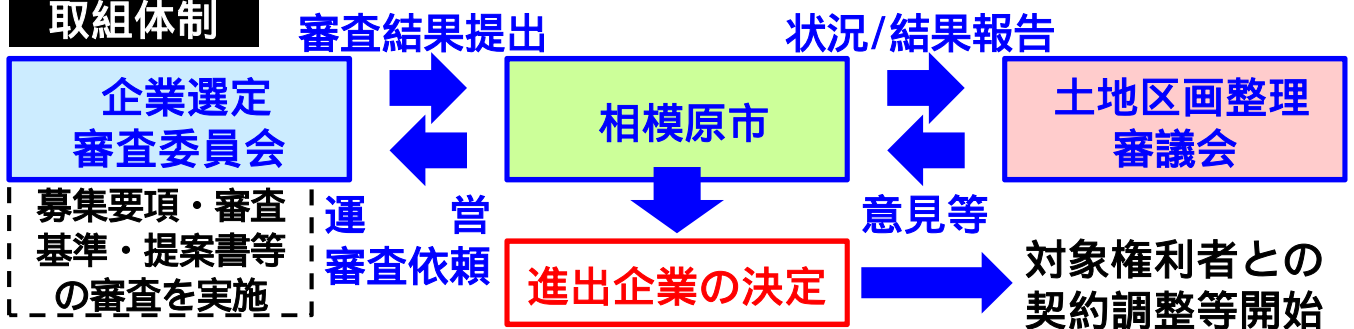 取組体制
審査結果提出
状況/結果報告
企業選定
審査委員会
相模原市
土地区画整理
審議会
運　営
審査依頼
意見等
募集要項・審査
基準・提案書等
の審査を実施
進出企業の決定
対象権利者との
契約調整等開始